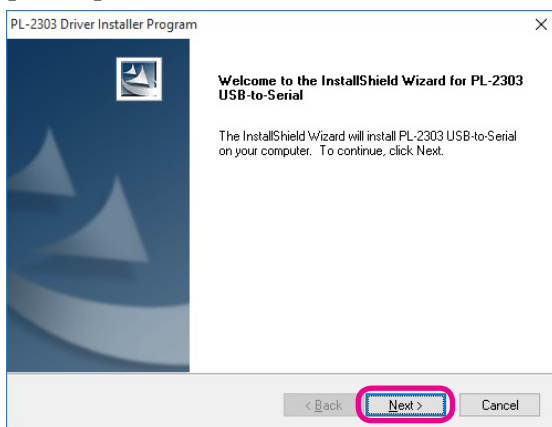 PL-2303 Driver Installer Program
Welcome to the InstallShield Wizard for PL-2303
USB-to-Serial
The InstallShield Wizard will install PL-2303 USB-to-Serial
on your computer. To continue, click Next.
< Back Next > Cancel